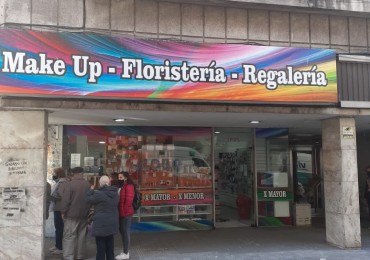 Make Up - Floristería - Regalería
X MAYOR X MENOR
X MAYOR